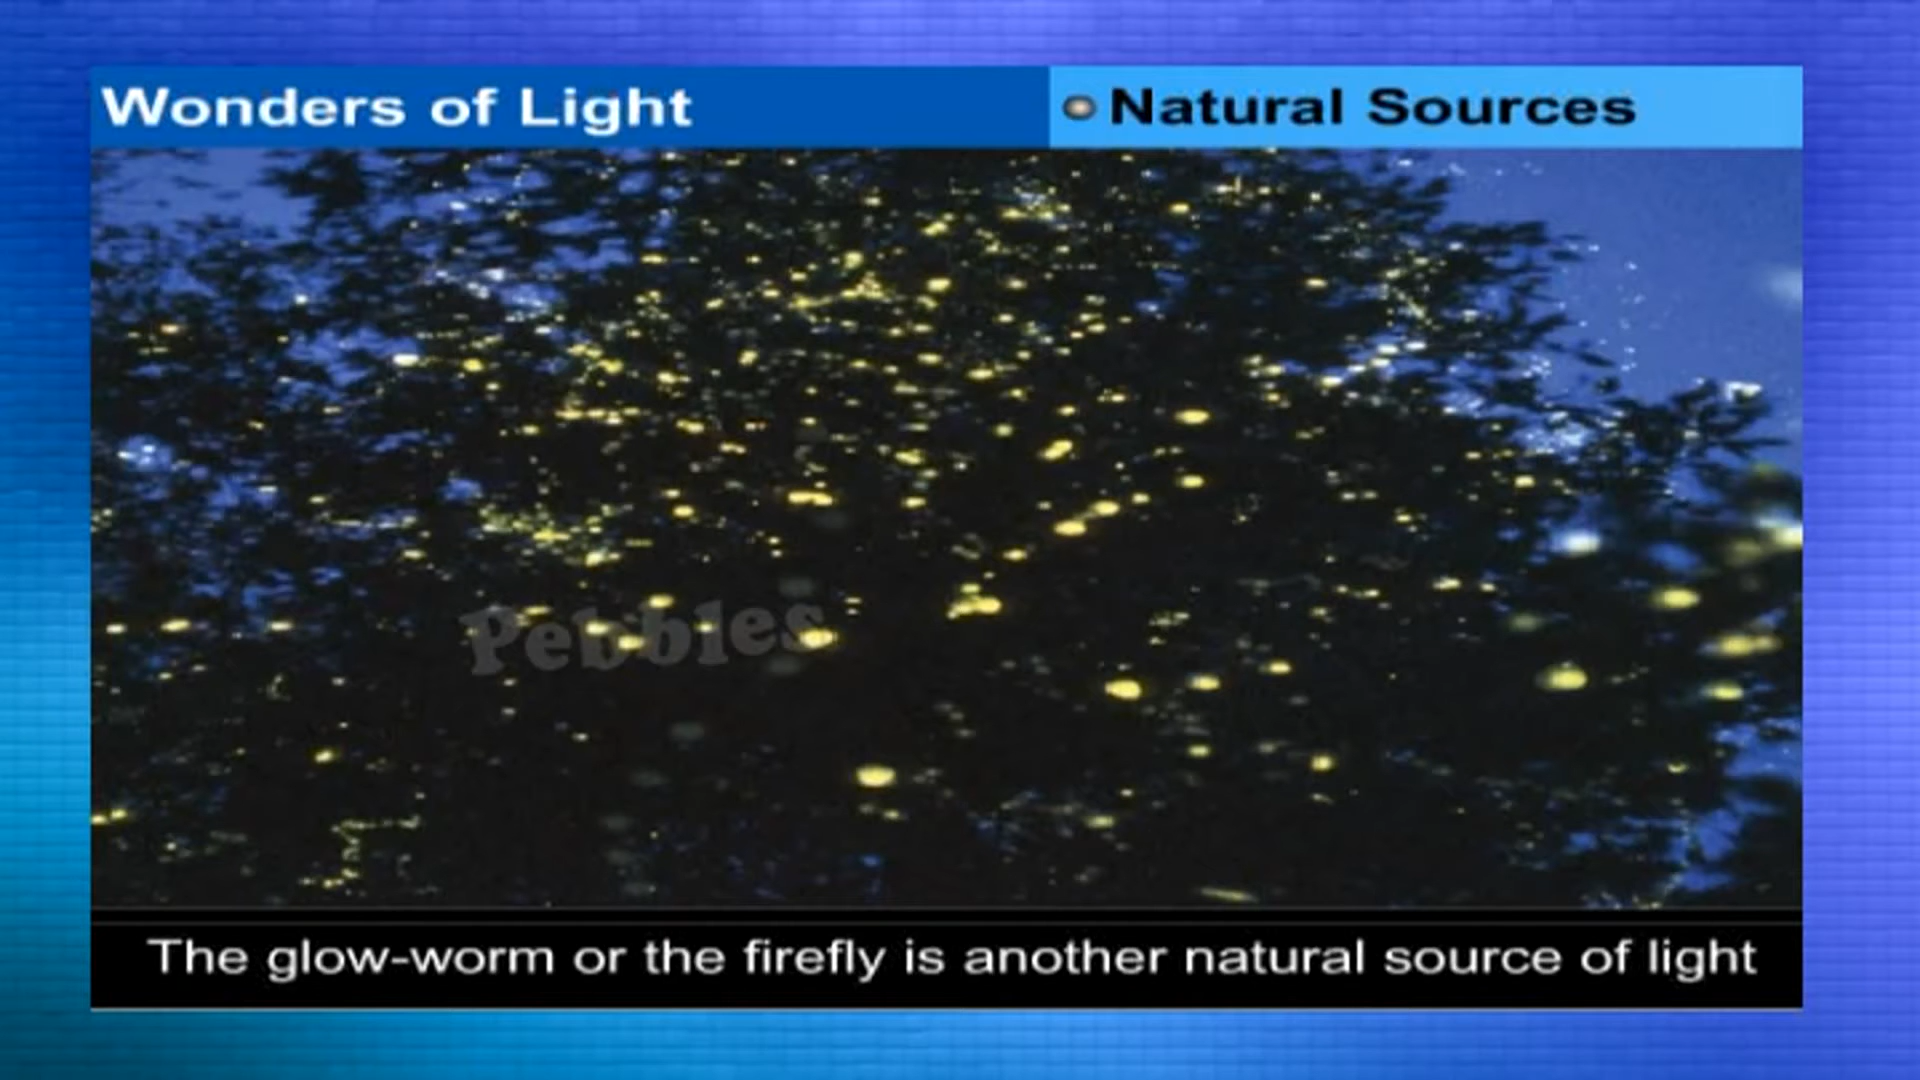 Wonders of Light
Natural Sources
Pebbles
The glow-worm or the firefly is another natural source of light